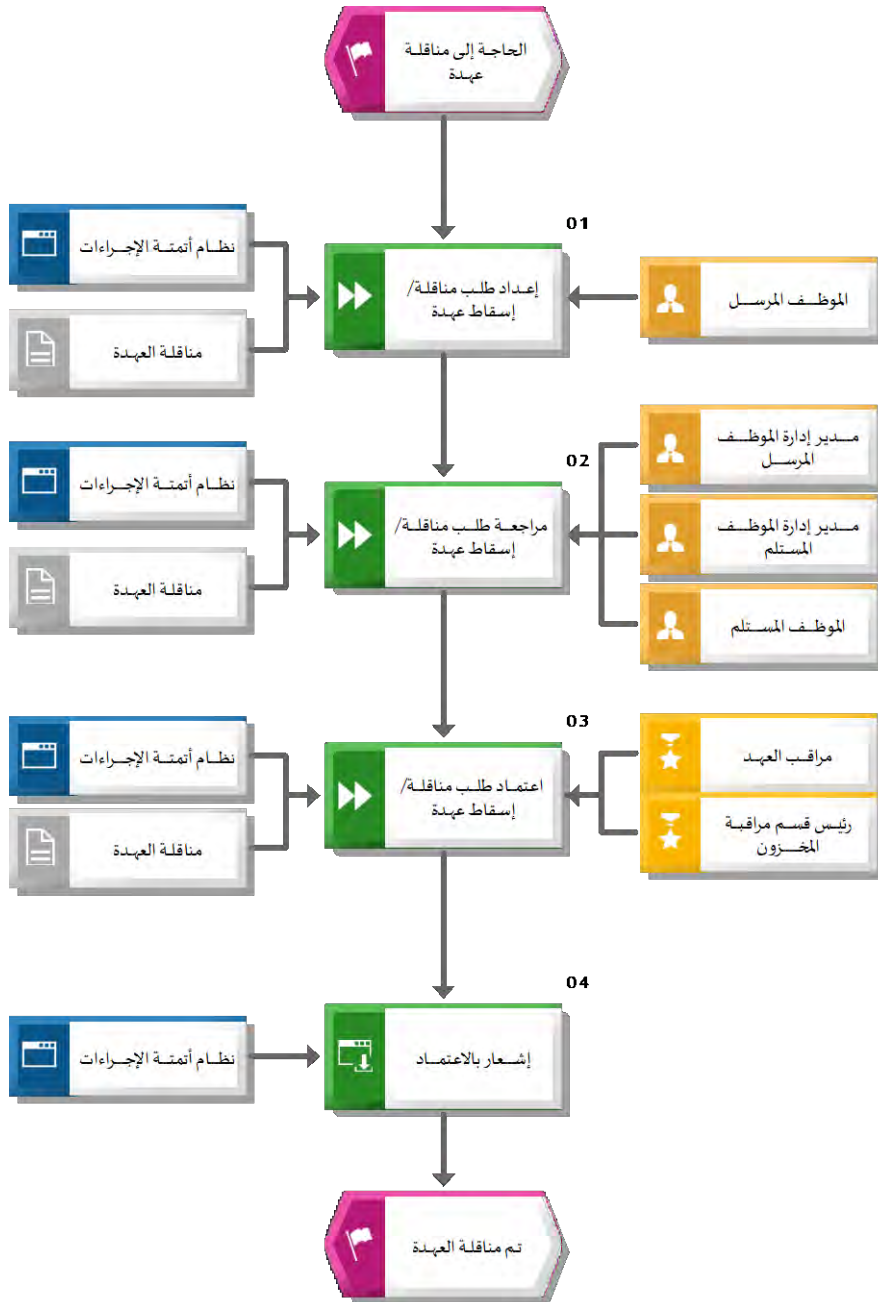 الحاجة إلى مناقلة
عهدة
01
الموظف المرسل
إعداد طلب مناقلة/
إسقاط عهدة
نظام أتمتة الإجراءات
مناقلة العهدة
02
مدير إدارة الموظف
المرسل
مدير إدارة الموظف
المستلم
الموظف المستلم
مراجعة طلب مناقلة/
إسقاط عهدة
نظام أتمتة الإجراءات
مناقلة العهدة
03
مراقب العهد
رئيس قسم مراقبة
المخزون
اعتماد طلب مناقلة/
إسقاط عهدة
نظام أتمتة الإجراءات
مناقلة العهدة
04
إشعار بالاعتماد
نظام أتمتة الإجراءات
تم مناقلة العهدة